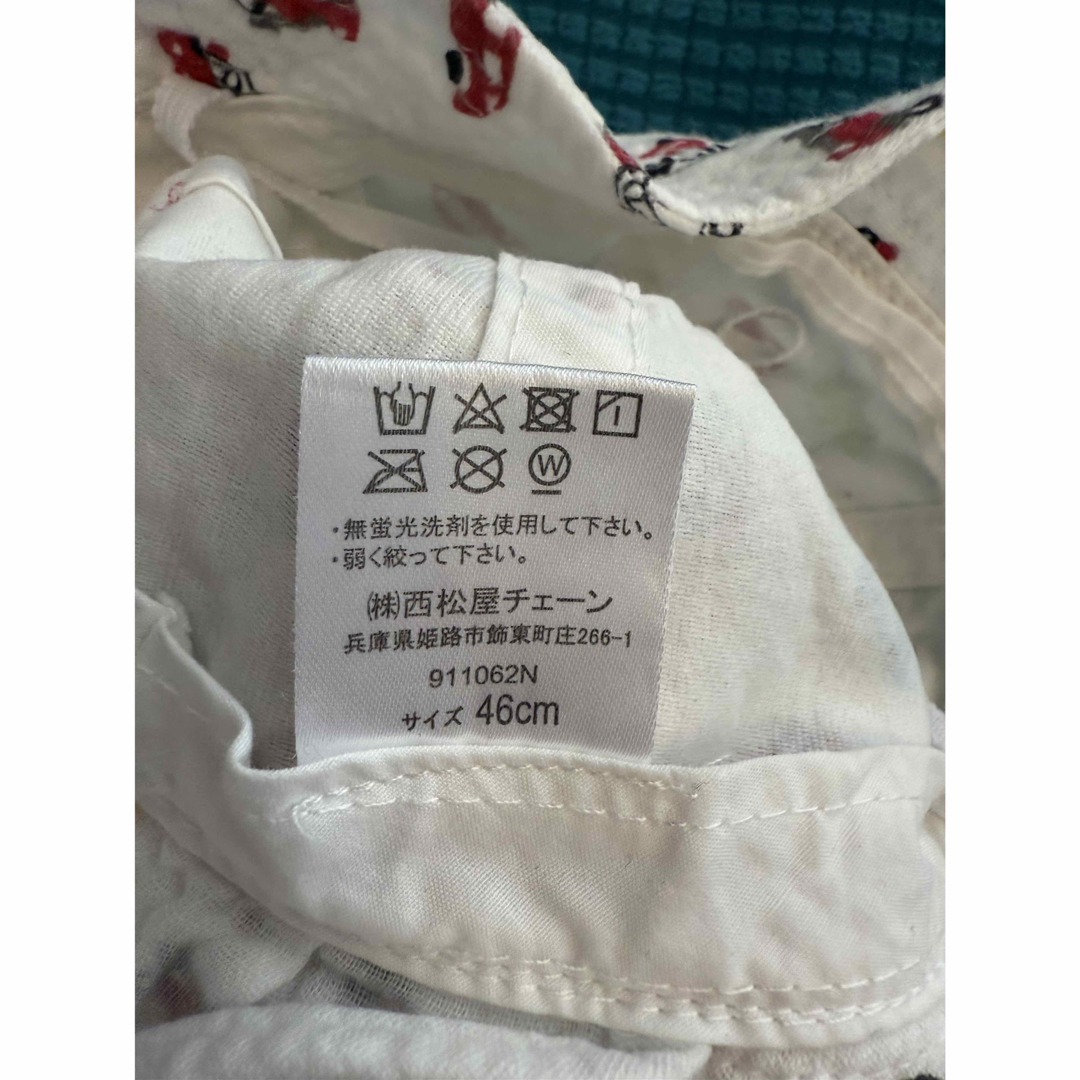 W
・無蛍光洗剤を使用して下さい。
・弱く絞って下さい。
㈱西松屋チェーン
兵庫県姫路市飾東町庄266-1
911062N
サイズ 46cm